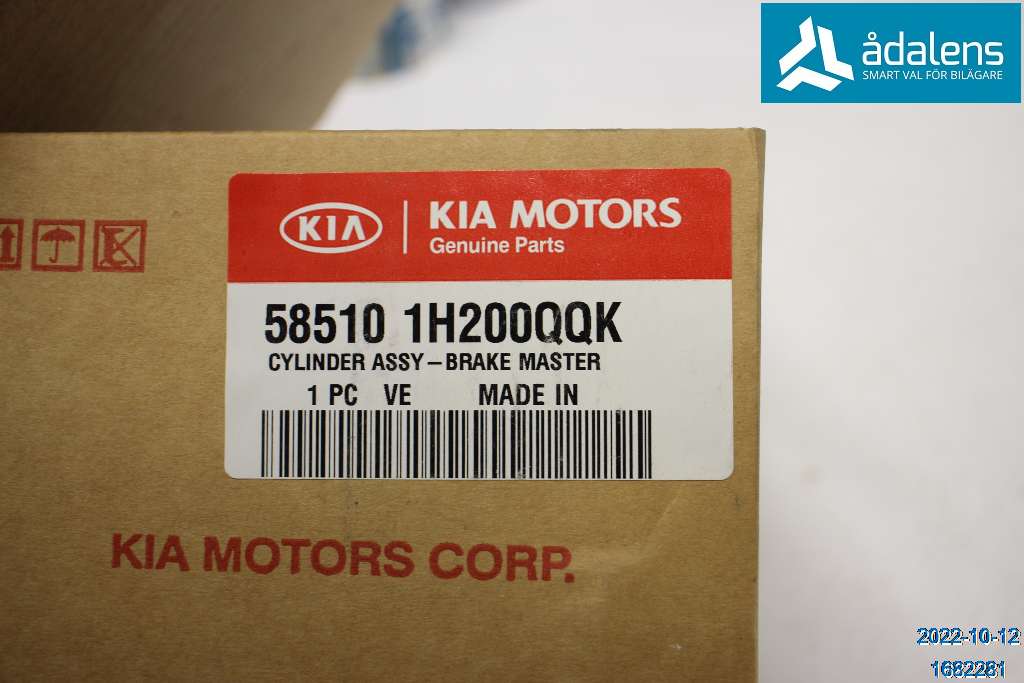 ådalens
SMART VAL FÖR BILÄGARE
KIA
KIA MOTORS
Genuine Parts
58510 1H200QQK
CYLINDER ASSY – BRAKE MASTER
1 PC VE MADE IN
KIA MOTORS CORP.
2022-10-12
1682281